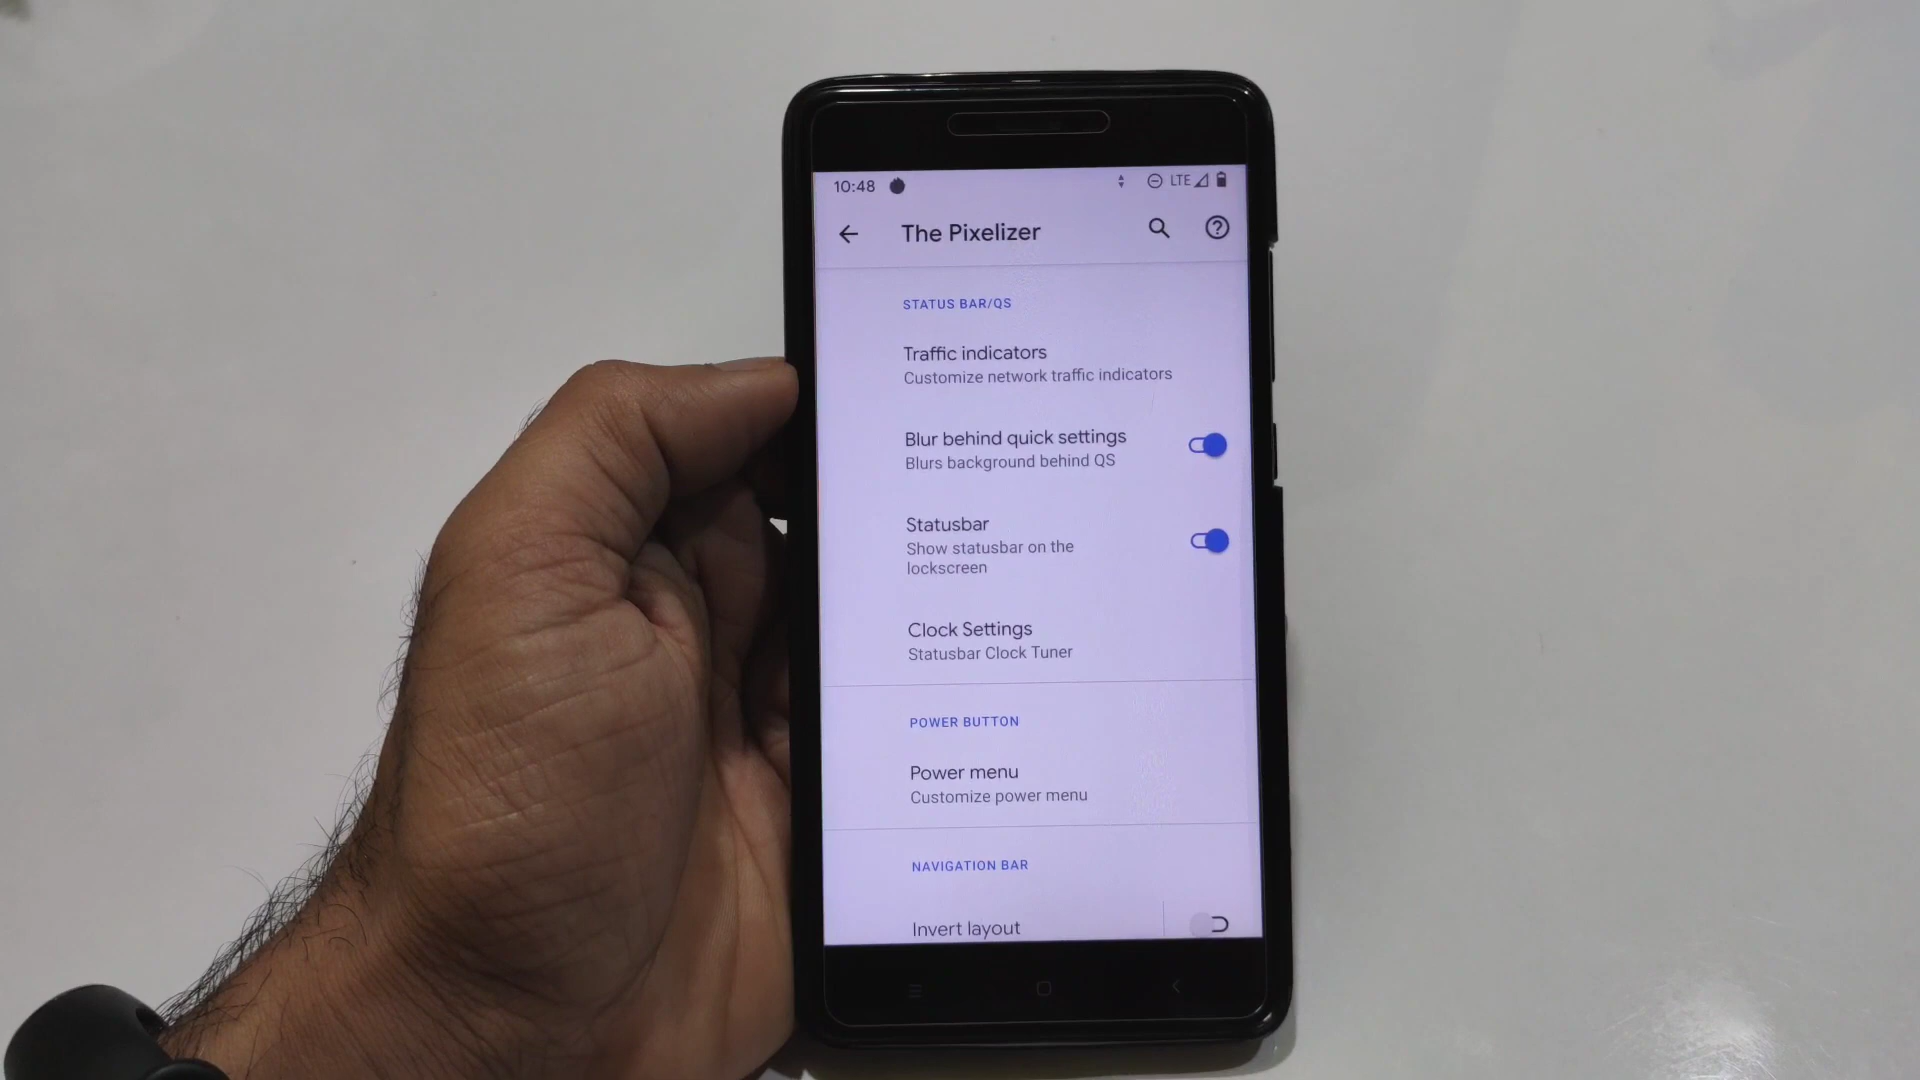 10:48 LTE
The Pixelizer
STATUS BAR/QS
Traffic indicators
Customize network traffic indicators
Blur behind quick settings
Blurs background behind QS
Statusbar
Show statusbar on the
lockscreen
Clock Settings
Statusbar Clock Tuner
POWER BUTTON
Power menu
Customize power menu
NAVIGATION BAR
Invert layout